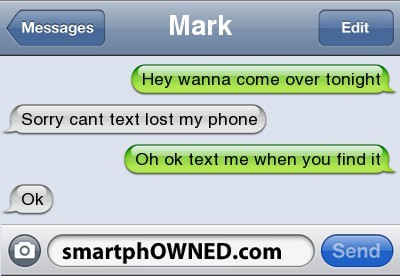 Messages Mark Edit
Hey wanna come over tonight
Sorry cant text lost my phone
Oh ok text me when you find it
Ok
smartphOWNED.com Send